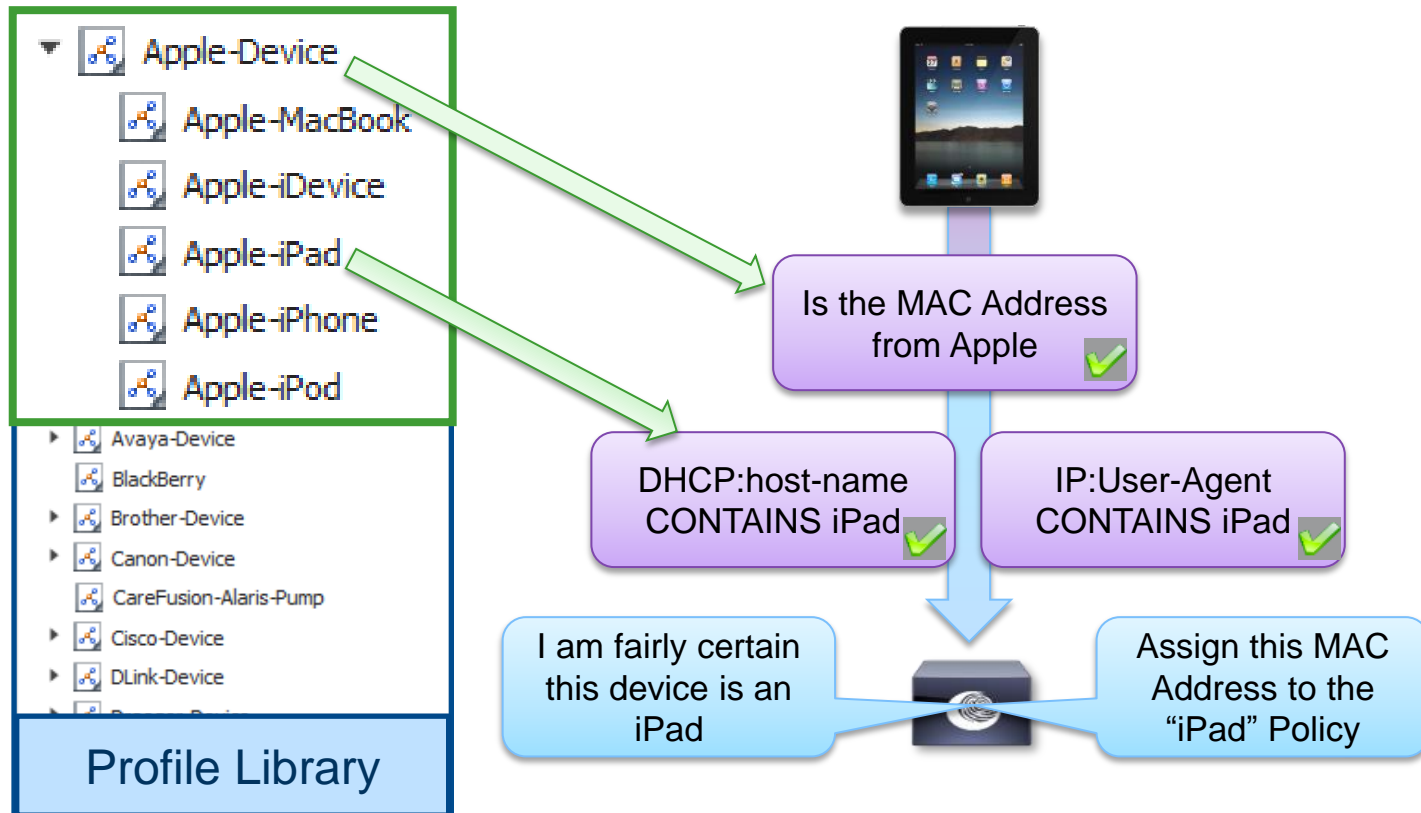 Apple-Device
Apple-MacBook
Apple-iDevice
Apple-iPad
Apple-iPhone
Apple-iPod
Avaya-Device
BlackBerry
Brother-Device
Canon-Device
CareFusion-Alaris-Pump
Cisco-Device
DLink-Device
Profile Library
Is the MAC Address
from Apple
DHCP:host-name
CONTAINS iPad
IP:User-Agent
CONTAINS iPad
I am fairly certain
this device is an
iPad
Assign this MAC
Address to the
“iPad” Policy